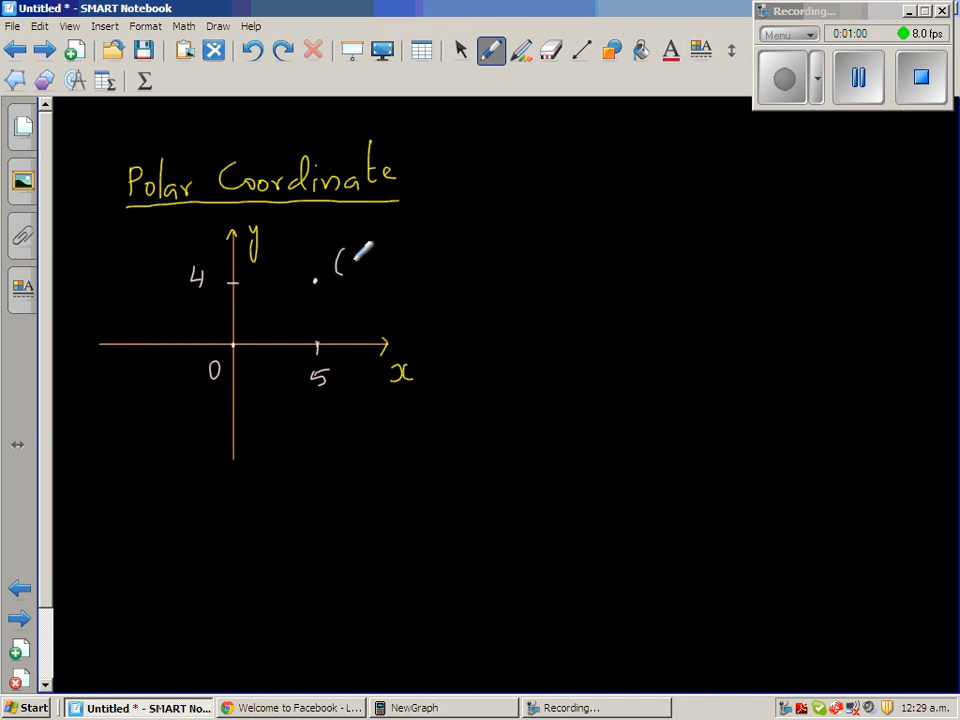 Untitled * - SMART Notebook
Recording...
File Edit View Insert Format Math Draw Help
Menu 0:01:00 8.0 fps
Polar Coordinate
y
4 (
0 5 x
Start Untitled * - SMART No... Welcome to Facebook - L... NewGraph Recording... 12:29 a.m.